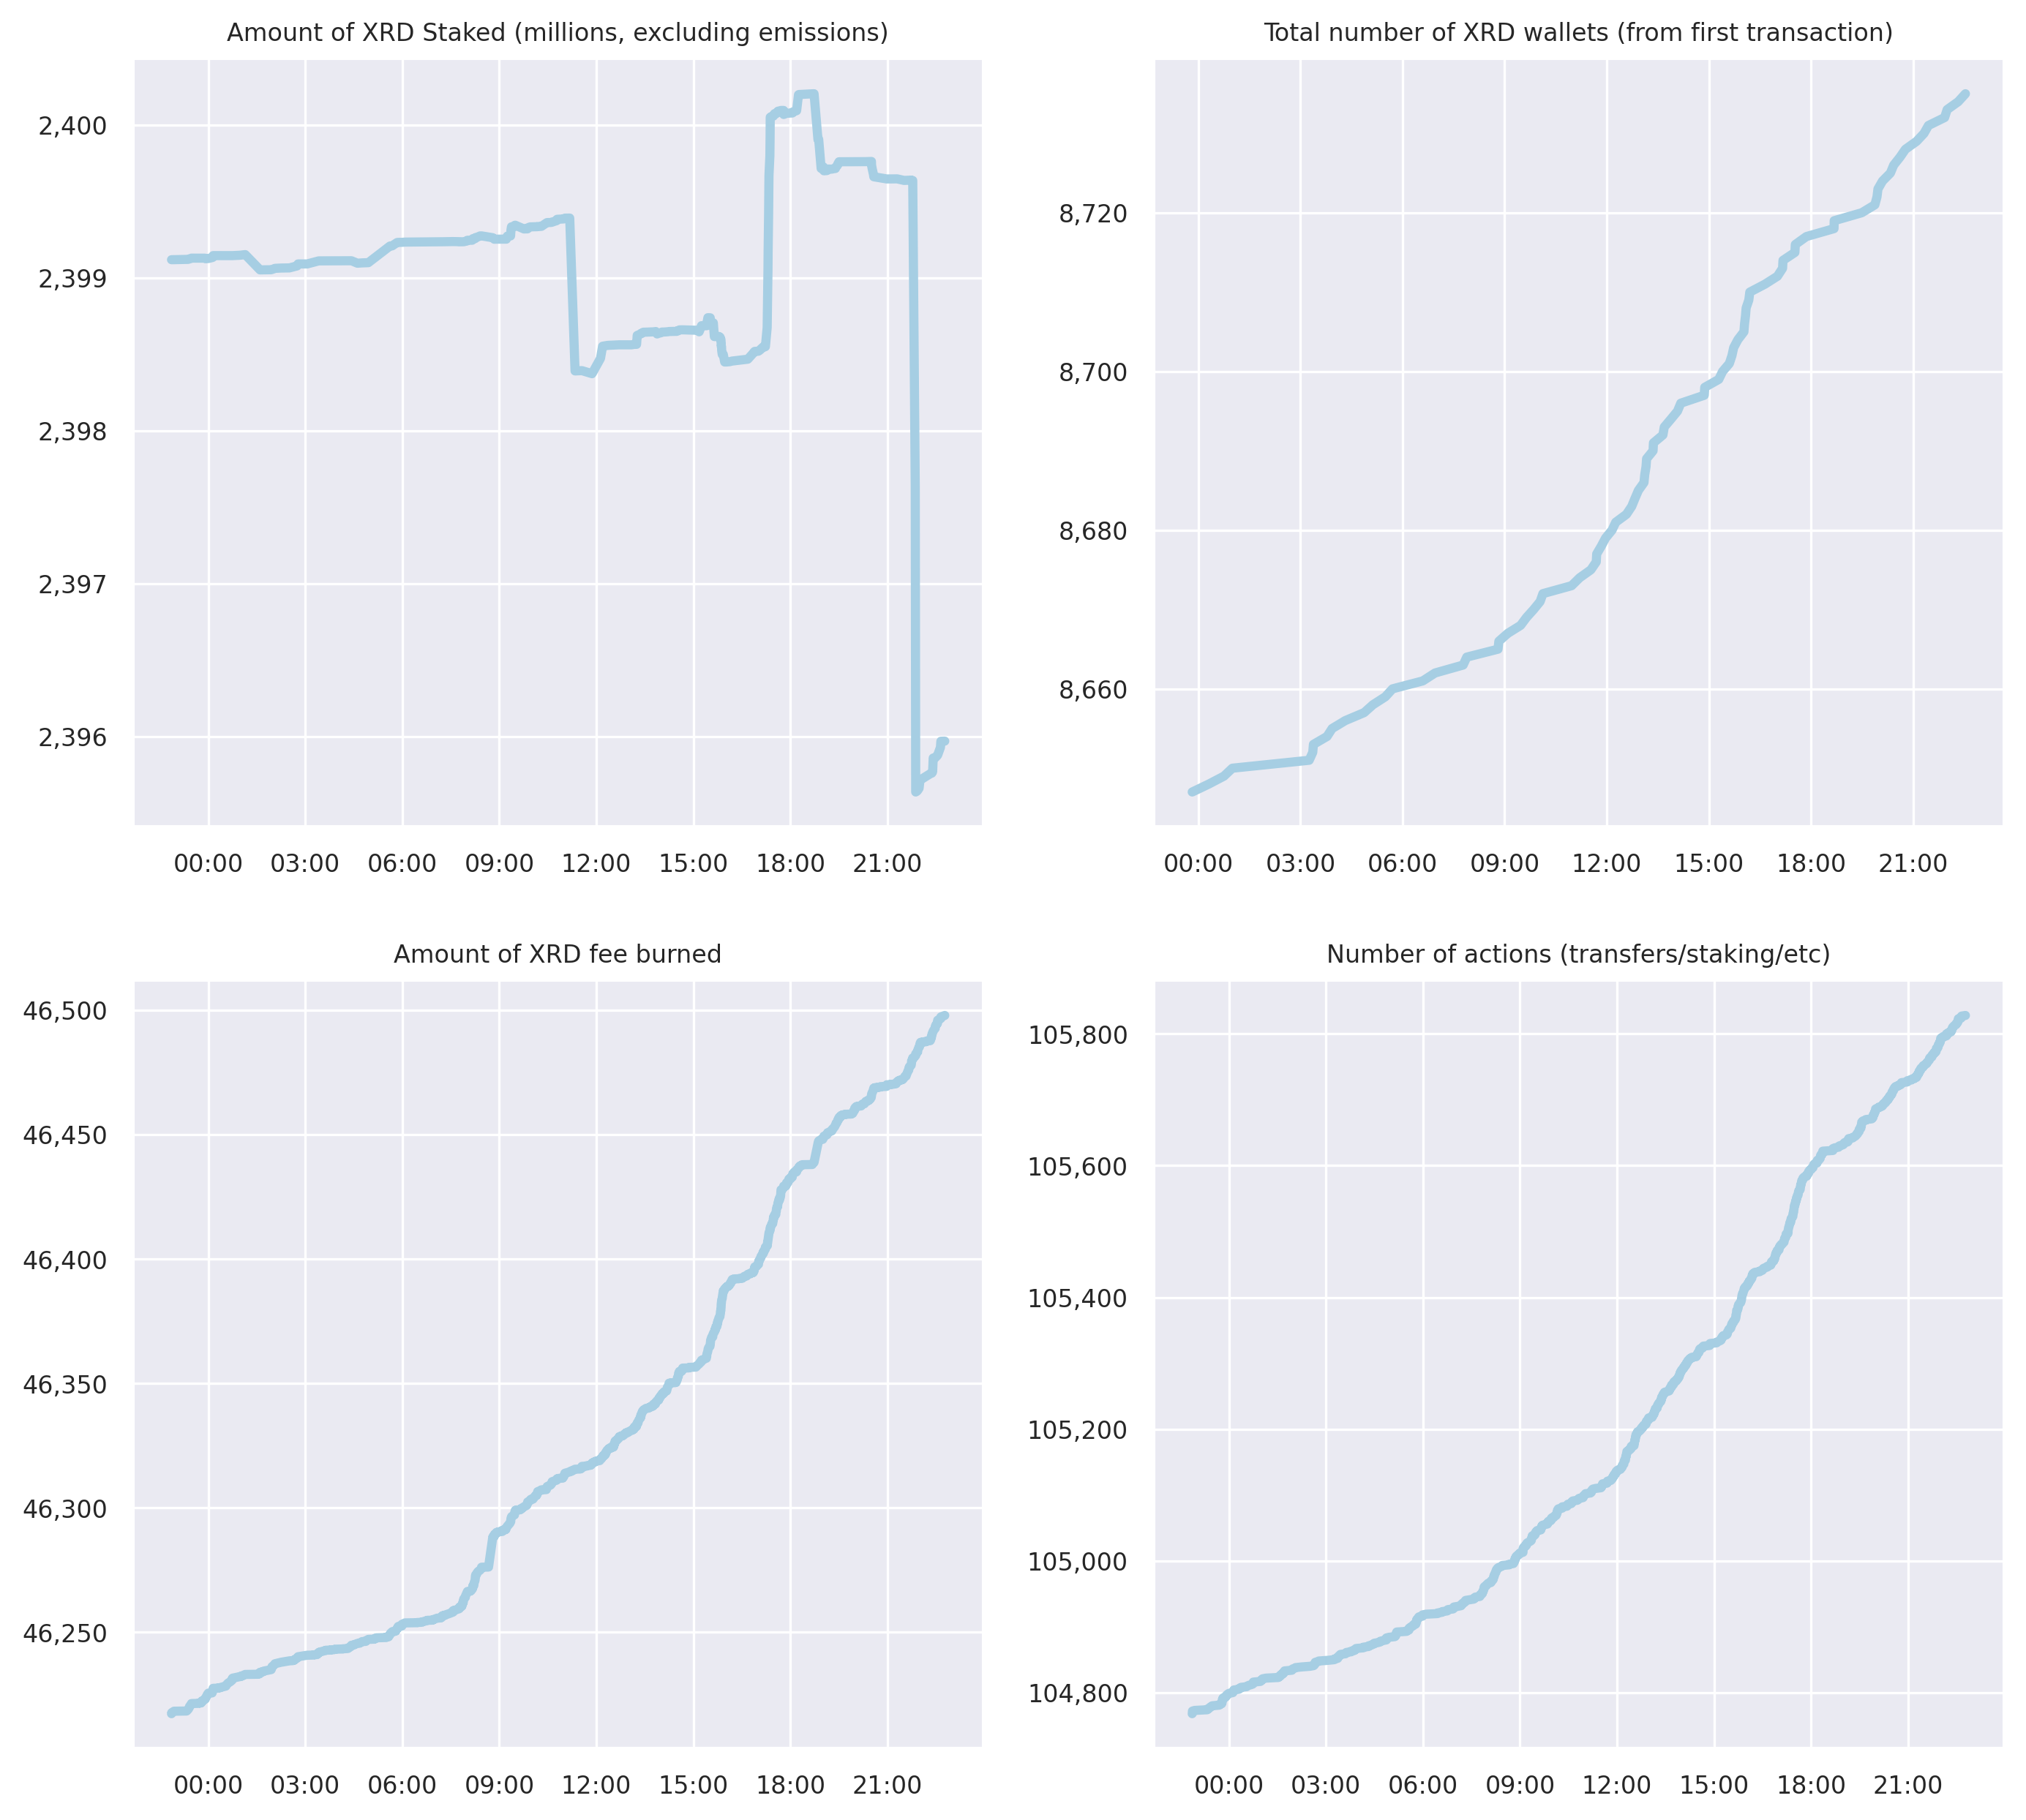 Amount of XRD Staked (millions, excluding emissions)
2,400
2,399
2,398
2,397
2,396
00:00 03:00 06:00 09:00 12:00 15:00 18:00 21:00
Total number of XRD wallets (from first transaction)
8,720
8,700
8,680
8,660
00:00 03:00 06:00 09:00 12:00 15:00 18:00 21:00
Amount of XRD fee burned
46,500
46,450
46,400
46,350
46,300
46,250
00:00 03:00 06:00 09:00 12:00 15:00 18:00 21:00
Number of actions (transfers/staking/etc)
105,800
105,600
105,400
105,200
105,000
104,800
00:00 03:00 06:00 09:00 12:00 15:00 18:00 21:00